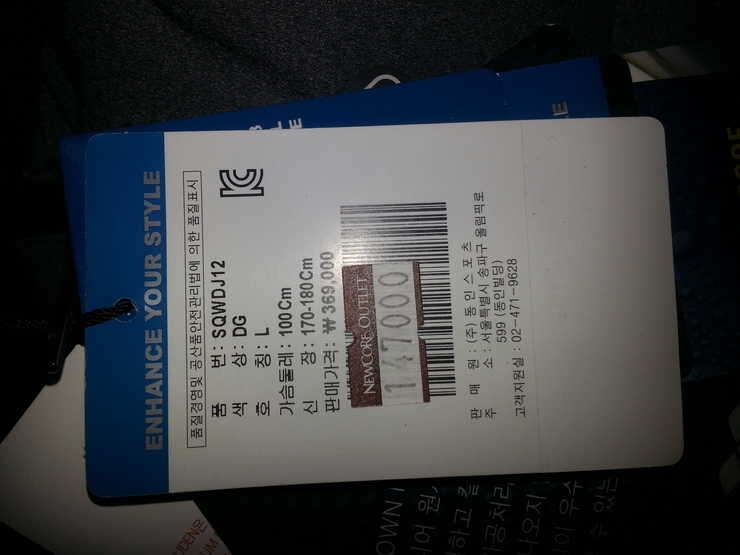 ENHANCE YOUR STYLE
품질경영및 공산품안전관리법에 의한 품질표시
품 번: SQWDJ12
색 상: DG
호 칭: L
가슴둘레: 100Cm
신 장: 170-180Cm
판매가격: ₩ 369,000
NEWCORE OUTLET
147000
판 매 원: (주) 동 인 스 포 츠
주 소: 서울특별시 송파구 올림픽로
599 (동인빌딩)
고객지원실: 02-471-9628